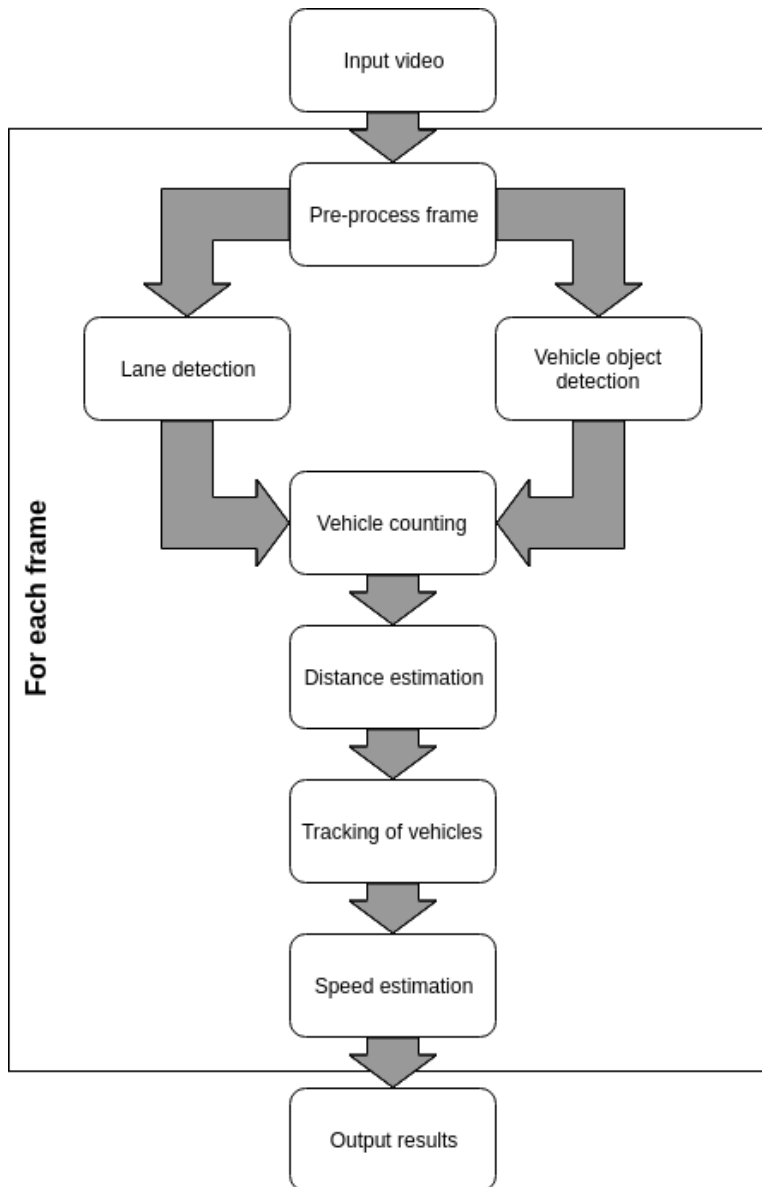 Input video
Pre-process frame
Lane detection
Vehicle object
detection
Vehicle counting
For each frame
Distance estimation
Tracking of vehicles
Speed estimation
Output results